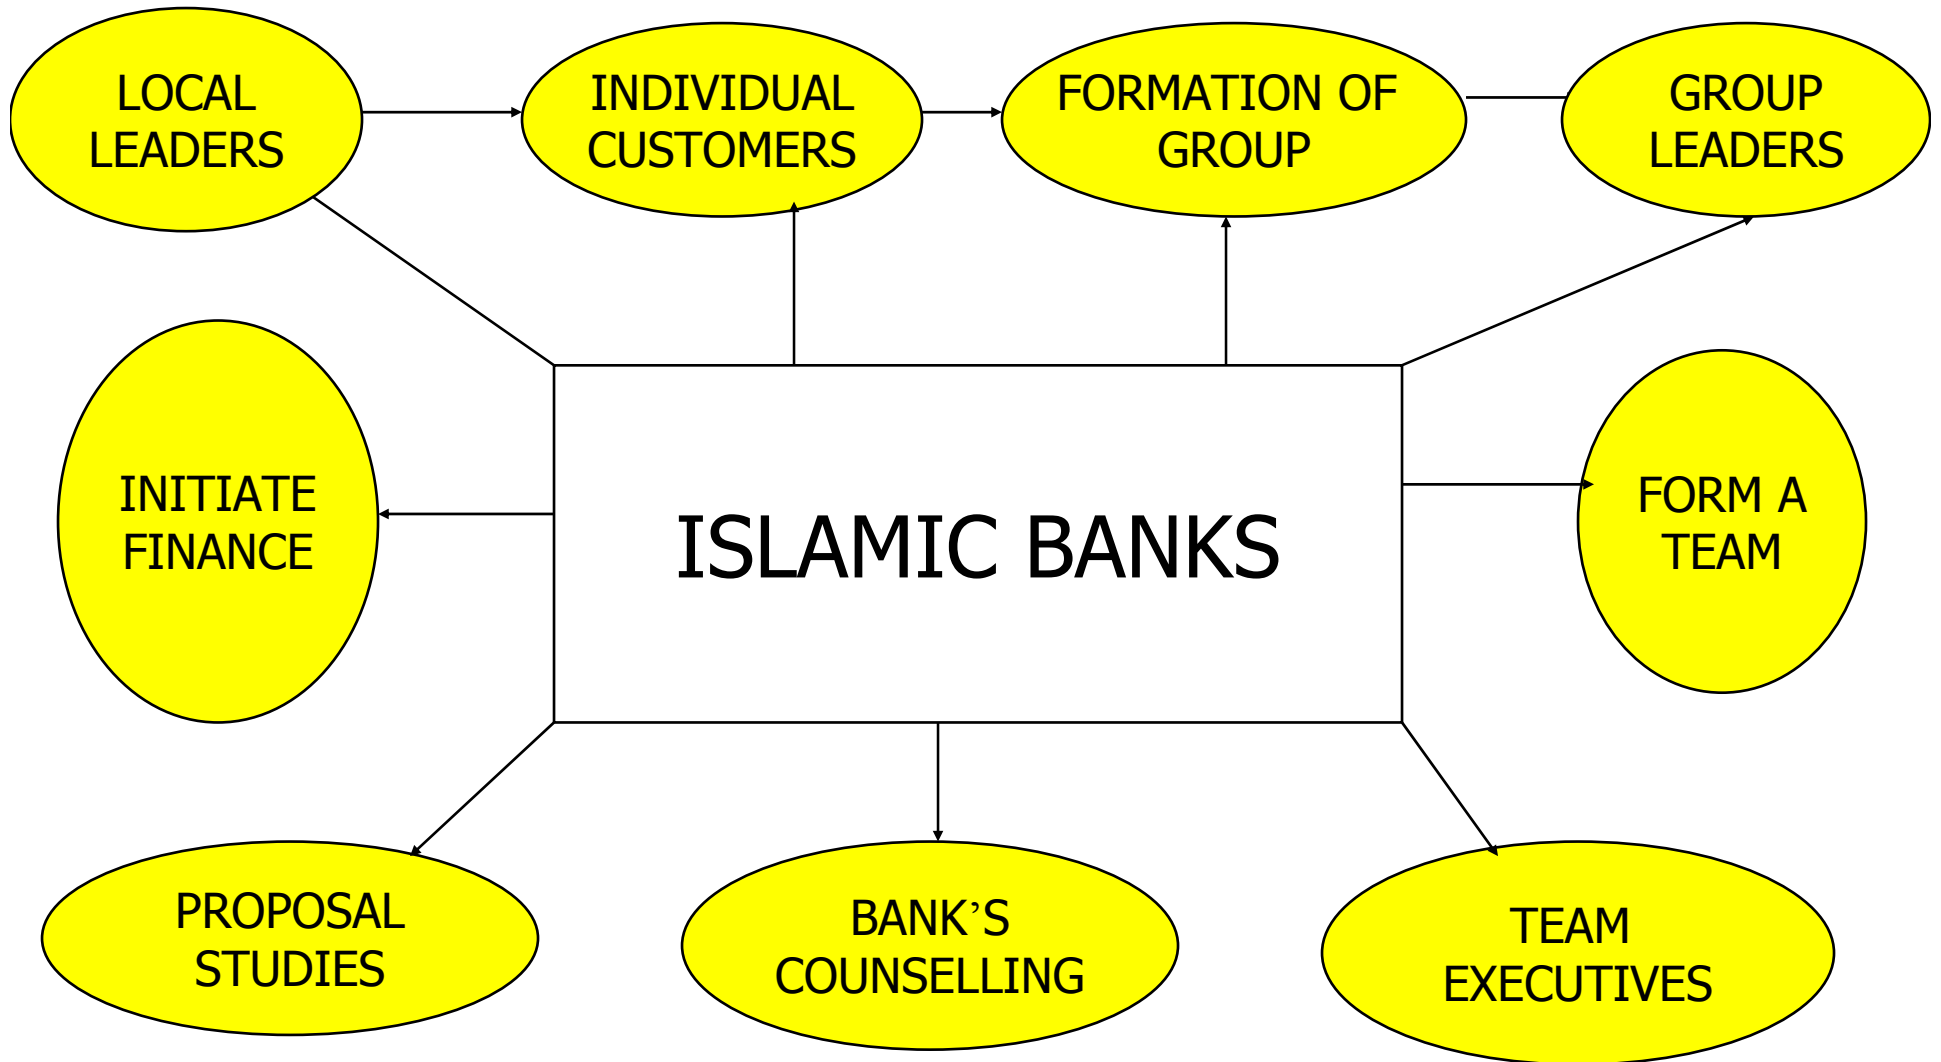 LOCAL
LEADERS
INDIVIDUAL
CUSTOMERS
FORMATION OF
GROUP
GROUP
LEADERS
INITIATE
FINANCE
ISLAMIC BANKS
FORM A
TEAM
PROPOSAL
STUDIES
BANK’S
COUNSELLING
TEAM
EXECUTIVES